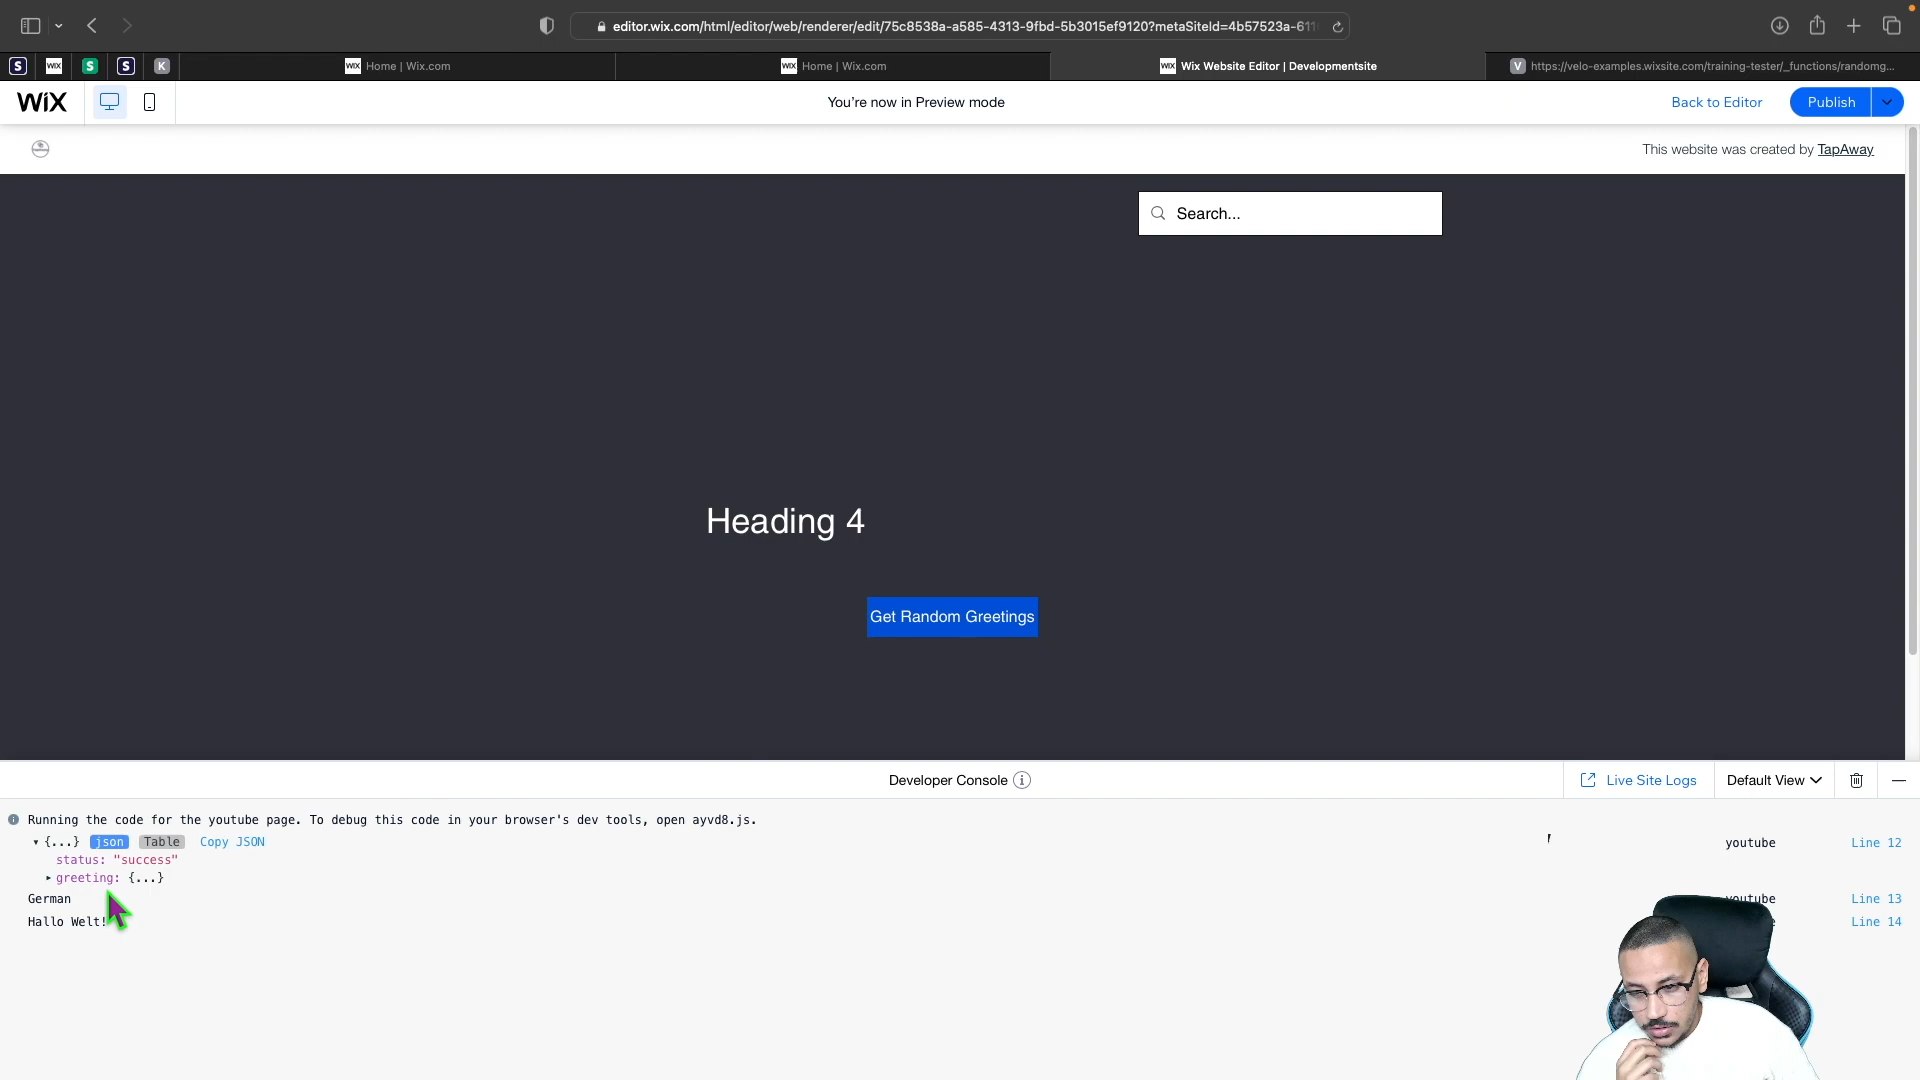 editor.wix.com/html/editor/web/renderer/edit/75c8538a-a585-4313-9fbd-5b3015ef9120?metaSiteId=4b57523a-611
S
WIX
S
S
K
WIX Home | Wix.com
WIX Home | Wix.com
WIX Wix Website Editor | Developmentsite
V https://velo-examples.wixsite.com/training-tester/_functions/randomg...
WIX
You're now in Preview mode
Back to Editor
Publish
This website was created by TapAway
Search...
Heading 4
Get Random Greetings
Developer Console
Live Site Logs
Default View
Running the code for the youtube page. To debug this code in your browser's dev tools, open ayvd8.js.
{...} json Table Copy JSON
youtube
Line 12
status: "success"
greeting: {...}
German
youtube
Line 13
Hallo Welt!
Line 14